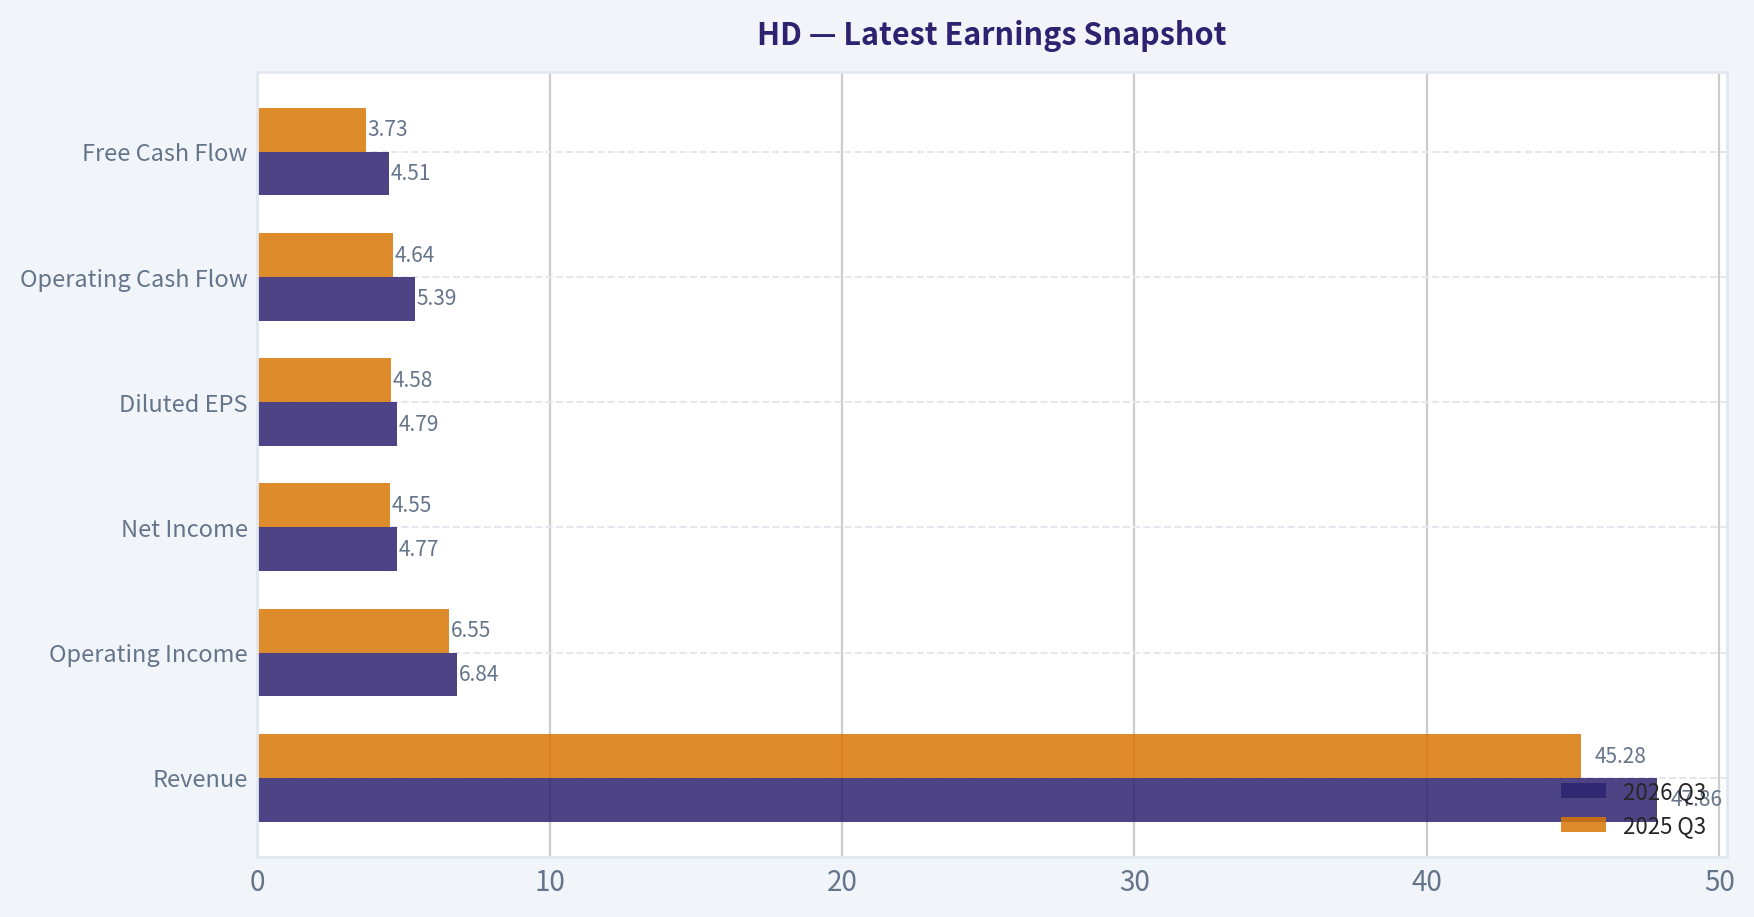 HD — Latest Earnings Snapshot
Free Cash Flow
3.73
4.51
Operating Cash Flow
4.64
5.39
Diluted EPS
4.58
4.79
Net Income
4.55
4.77
Operating Income
6.55
6.84
Revenue
45.28
47.86
2026 Q3
2025 Q3
0 10 20 30 40 50